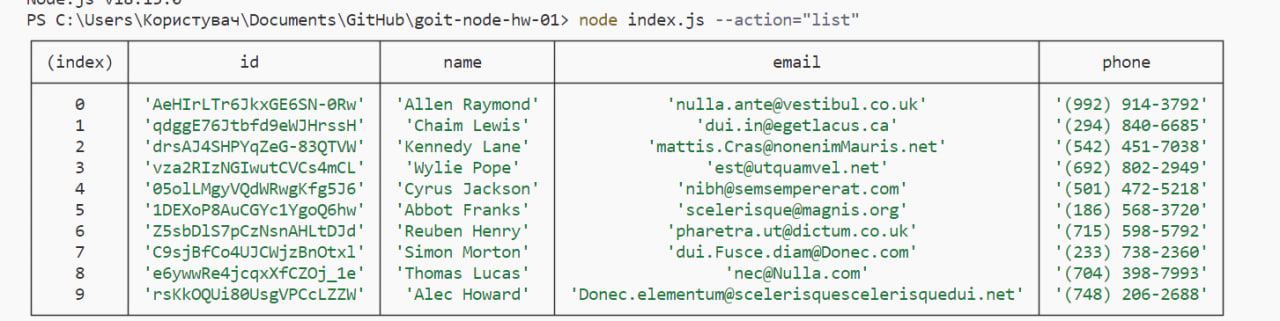 Node.js v18.15.0
PS C:\Users\Користувач\Documents\GitHub\goit-node-hw-01> node index.js --action="list"
(index) id name email phone
0 'AeHIrLTr6JkxGE6SN-0Rw' 'Allen Raymond' 'nulla.ante@vestibul.co.uk' '(992) 914-3792'
1 'qdggE76Jtbfd9eWJHrssH' 'Chaim Lewis' 'dui.in@egetlacus.ca' '(294) 840-6685'
2 'drsAJ4SHPYqZeG-83QTVW' 'Kennedy Lane' 'mattis.Cras@nonenimMauris.net' '(542) 451-7038'
3 'vza2RIzNGIwutCVCs4mCL' 'Wylie Pope' 'est@utquamvel.net' '(692) 802-2949'
4 '05olLMgyVQdWRwgKfg5J6' 'Cyrus Jackson' 'nibh@semsempererat.com' '(501) 472-5218'
5 '1DEXoP8AuCGYc1YgoQ6hw' 'Abbot Franks' 'scelerisque@magnis.org' '(186) 568-3720'
6 'Z5sbDlS7pCzNsnAHLtDJd' 'Reuben Henry' 'pharetra.ut@dictum.co.uk' '(715) 598-5792'
7 'C9sjBfCo4UJCWjzBnOtxl' 'Simon Morton' 'dui.Fusce.diam@Donec.com' '(233) 738-2360'
8 'e6ywwRe4jcqxXfCZOj_1e' 'Thomas Lucas' 'nec@Nulla.com' '(704) 398-7993'
9 'rsKkOQUi80UsgVPCcLZZW' 'Alec Howard' 'Donec.elementum@scelerisquescelerisquedui.net' '(748) 206-2688'